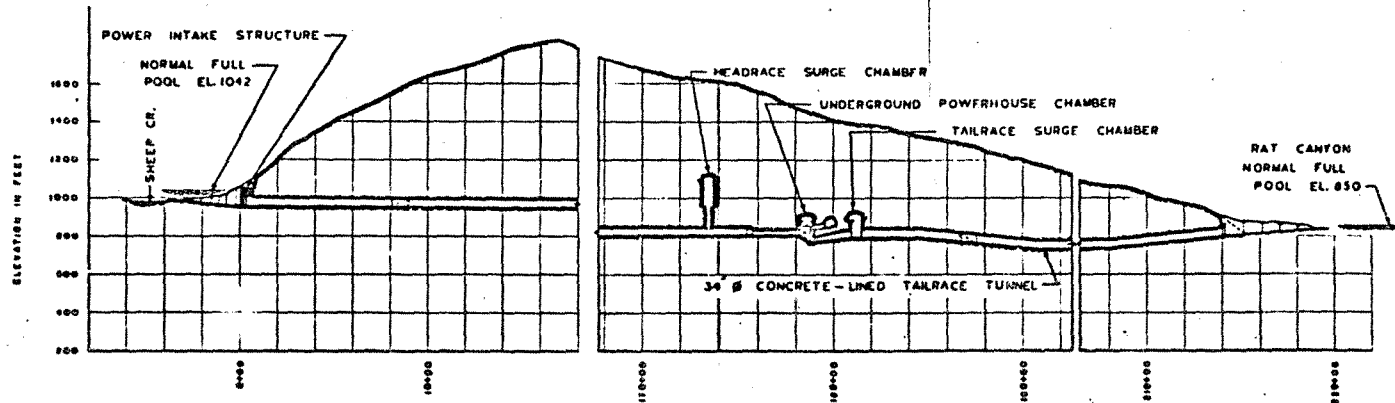 POWER INTAKE STRUCTURE
NORMAL FULL
POOL EL. 1042
SHEEP CR.
HEADRACE SURGE CHAMBER
UNDERGROUND POWERHOUSE CHAMBER
TAILRACE SURGE CHAMBER
RAT CANYON
NORMAL FULL
POOL EL. 850
34' Ø CONCRETE-LINED TAILRACE TUNNEL
ELEVATION IN FEET
1600
1400
1200
1000
800
600
400
200